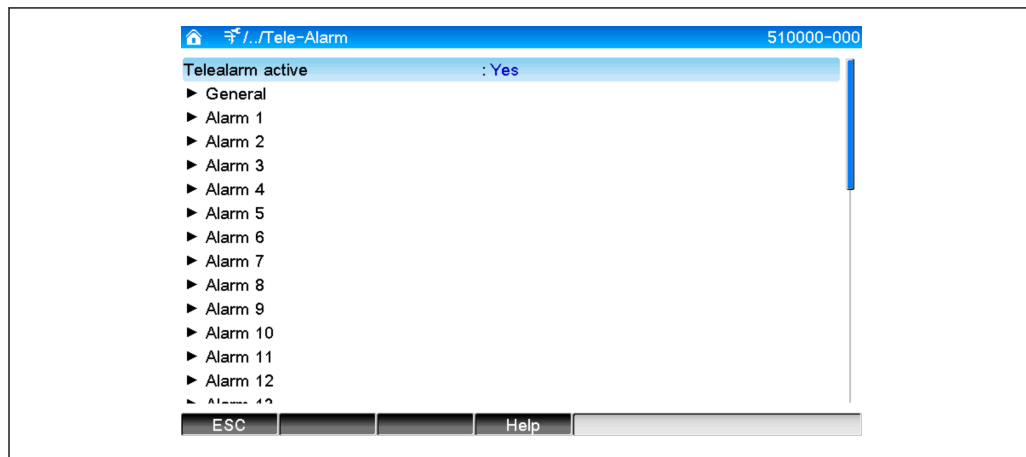 /../Tele-Alarm 510000-000
Telealarm active : Yes
► General
► Alarm 1
► Alarm 2
► Alarm 3
► Alarm 4
► Alarm 5
► Alarm 6
► Alarm 7
► Alarm 8
► Alarm 9
► Alarm 10
► Alarm 11
► Alarm 12
ESC Help